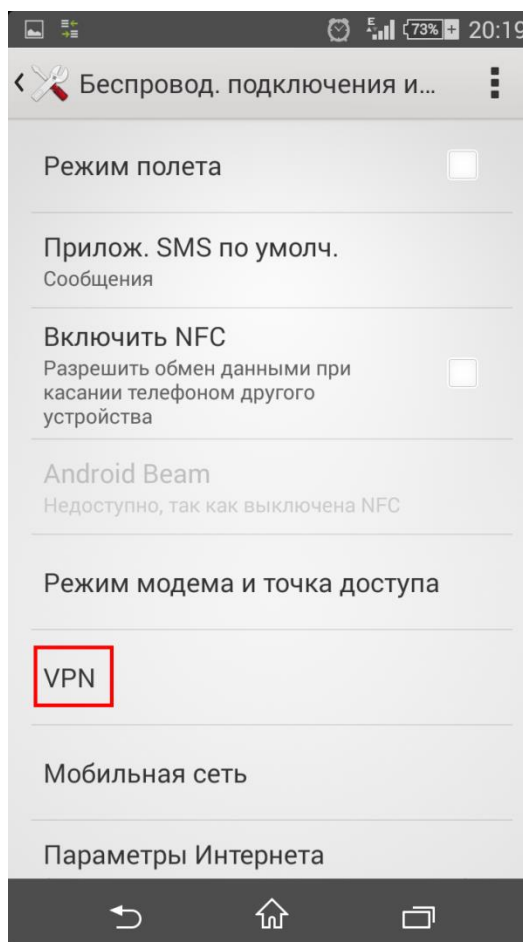 E 73% 20:19
Беспровод. подключения и...
Режим полета
Прилож. SMS по умолч.
Сообщения
Включить NFC
Разрешить обмен данными при
касании телефоном другого
устройства
Android Beam
Недоступно, так как выключена NFC
Режим модема и точка доступа
VPN
Мобильная сеть
Параметры Интернета